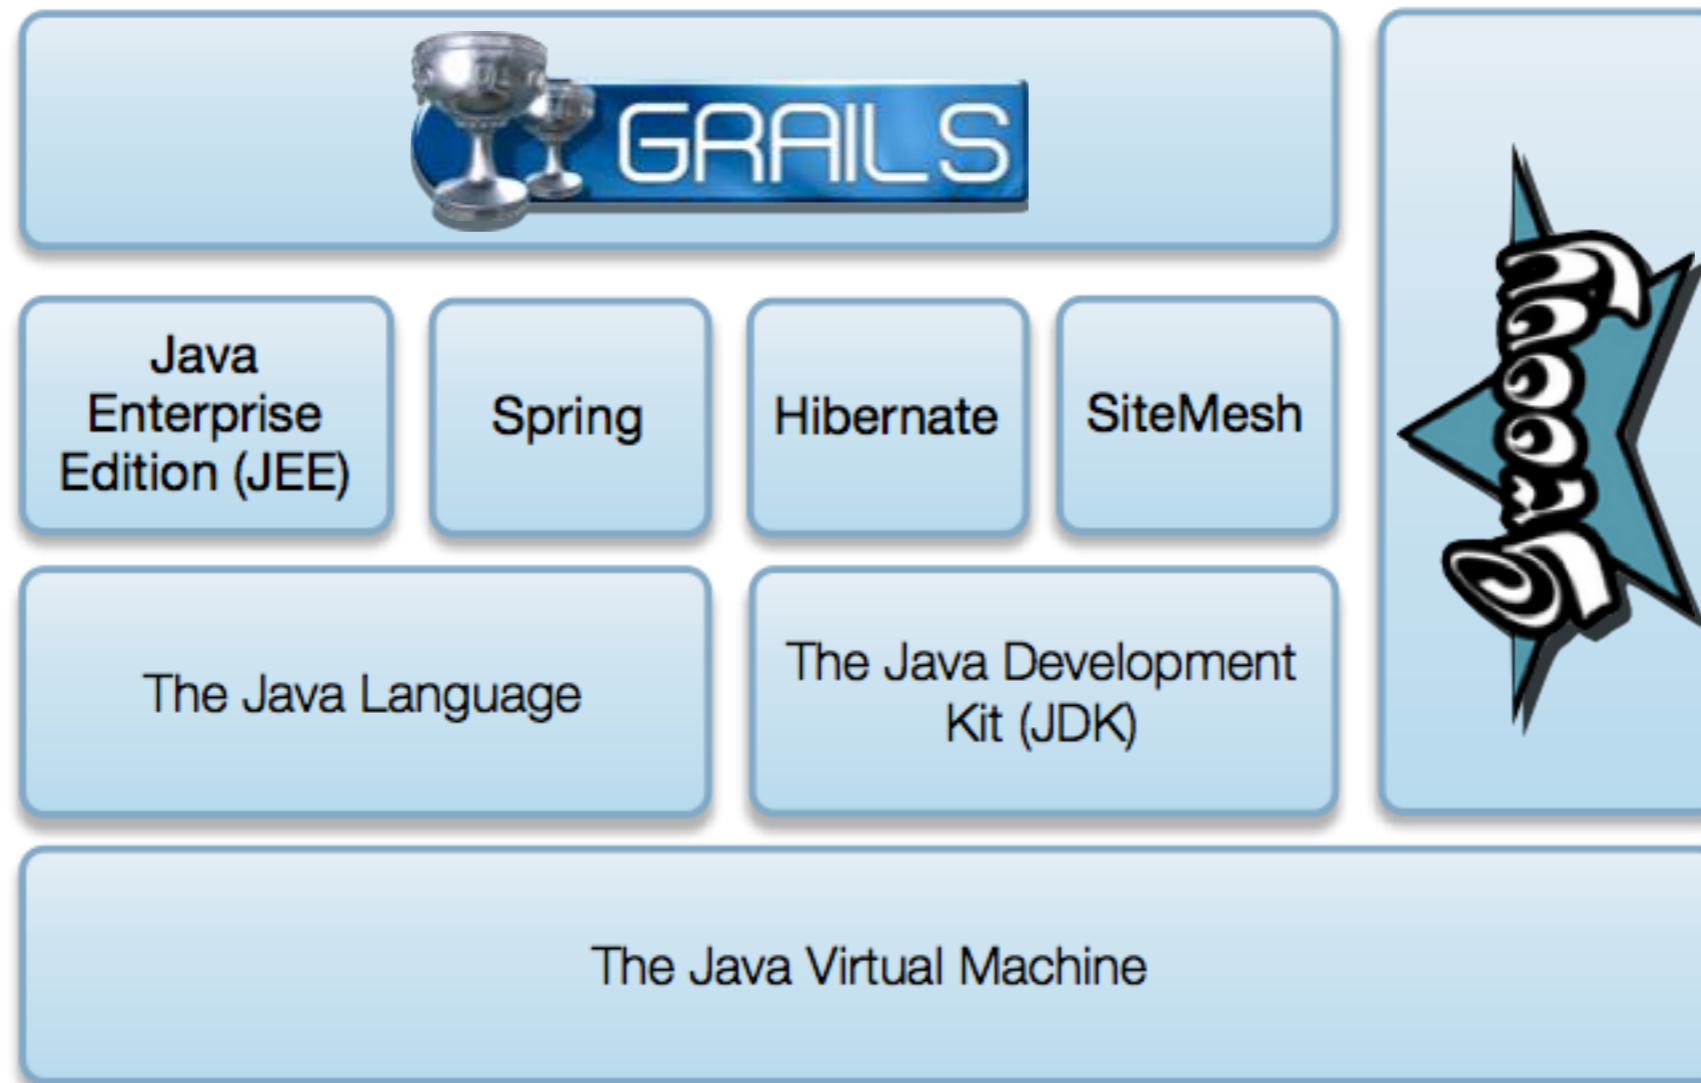 GRAILS
Java
Enterprise
Edition (JEE)
Spring
Hibernate
SiteMesh
Groovy
The Java Language
The Java Development
Kit (JDK)
The Java Virtual Machine